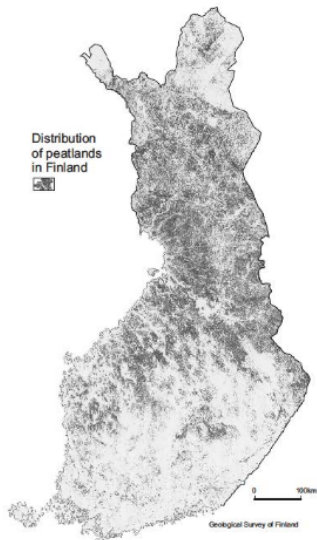 Distribution
of peatlands
in Finland
0 100km
Geological Survey of Finland